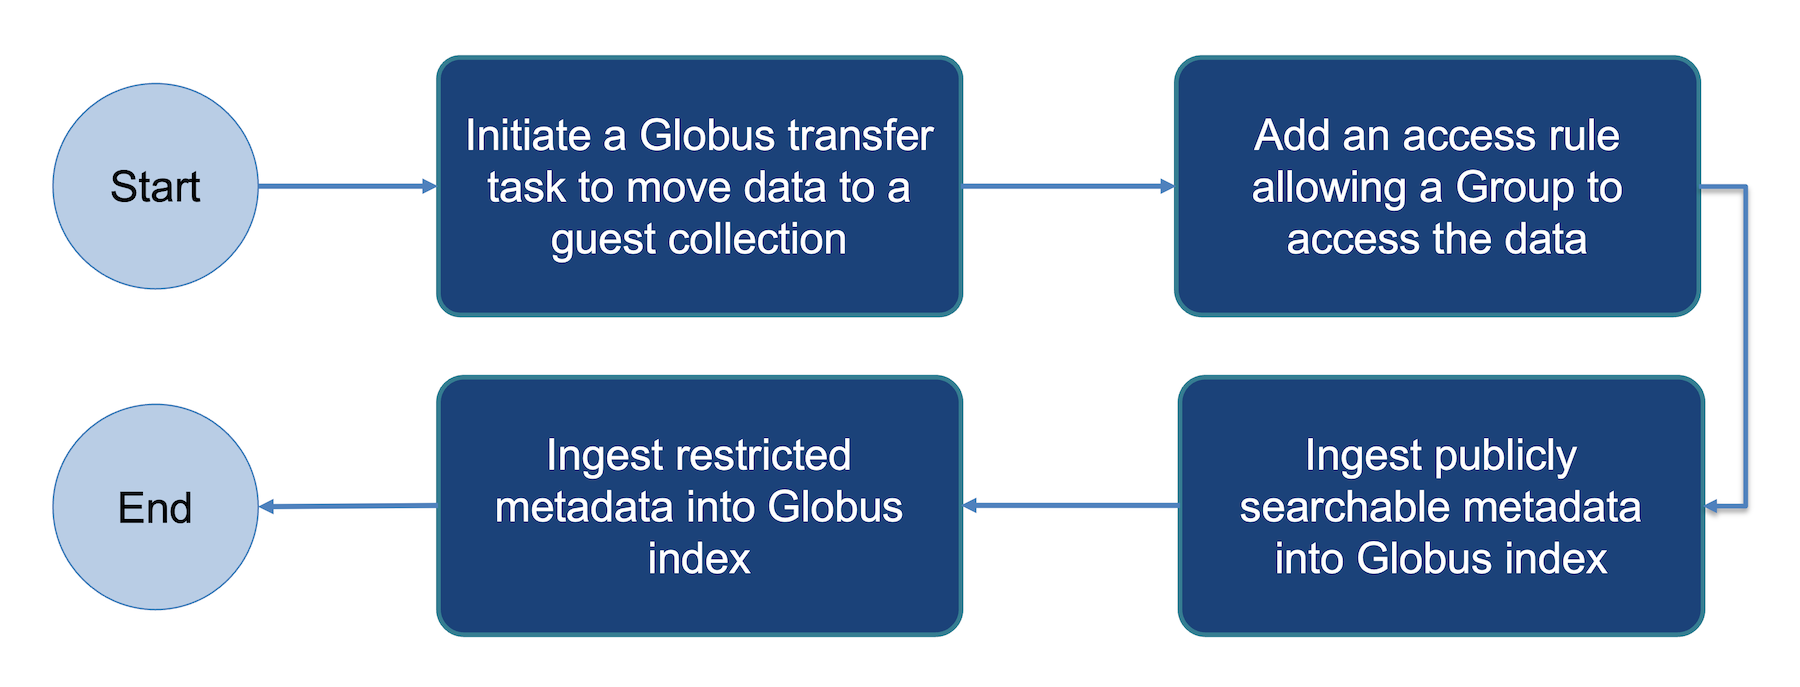 Start
Initiate a Globus transfer
task to move data to a
guest collection
Add an access rule
allowing a Group to
access the data
Ingest publicly
searchable metadata
into Globus index
Ingest restricted
metadata into Globus
index
End